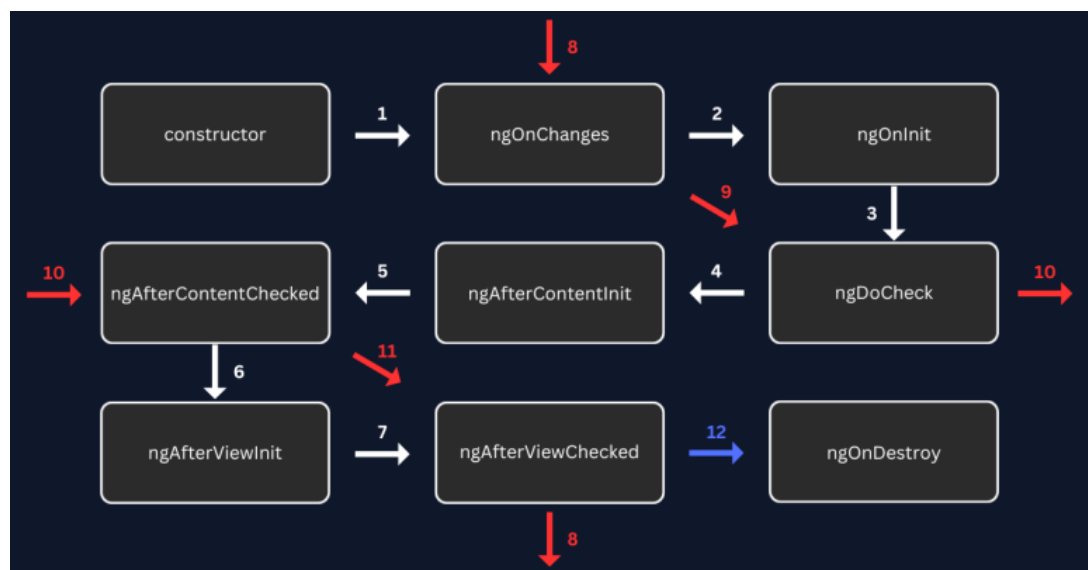 8
constructor
1
ngOnChanges
2
ngOnInit
9
3
10
ngAfterContentChecked
5
ngAfterContentInit
4
ngDoCheck
10
11
6
ngAfterViewInit
7
ngAfterViewChecked
12
ngOnDestroy
8